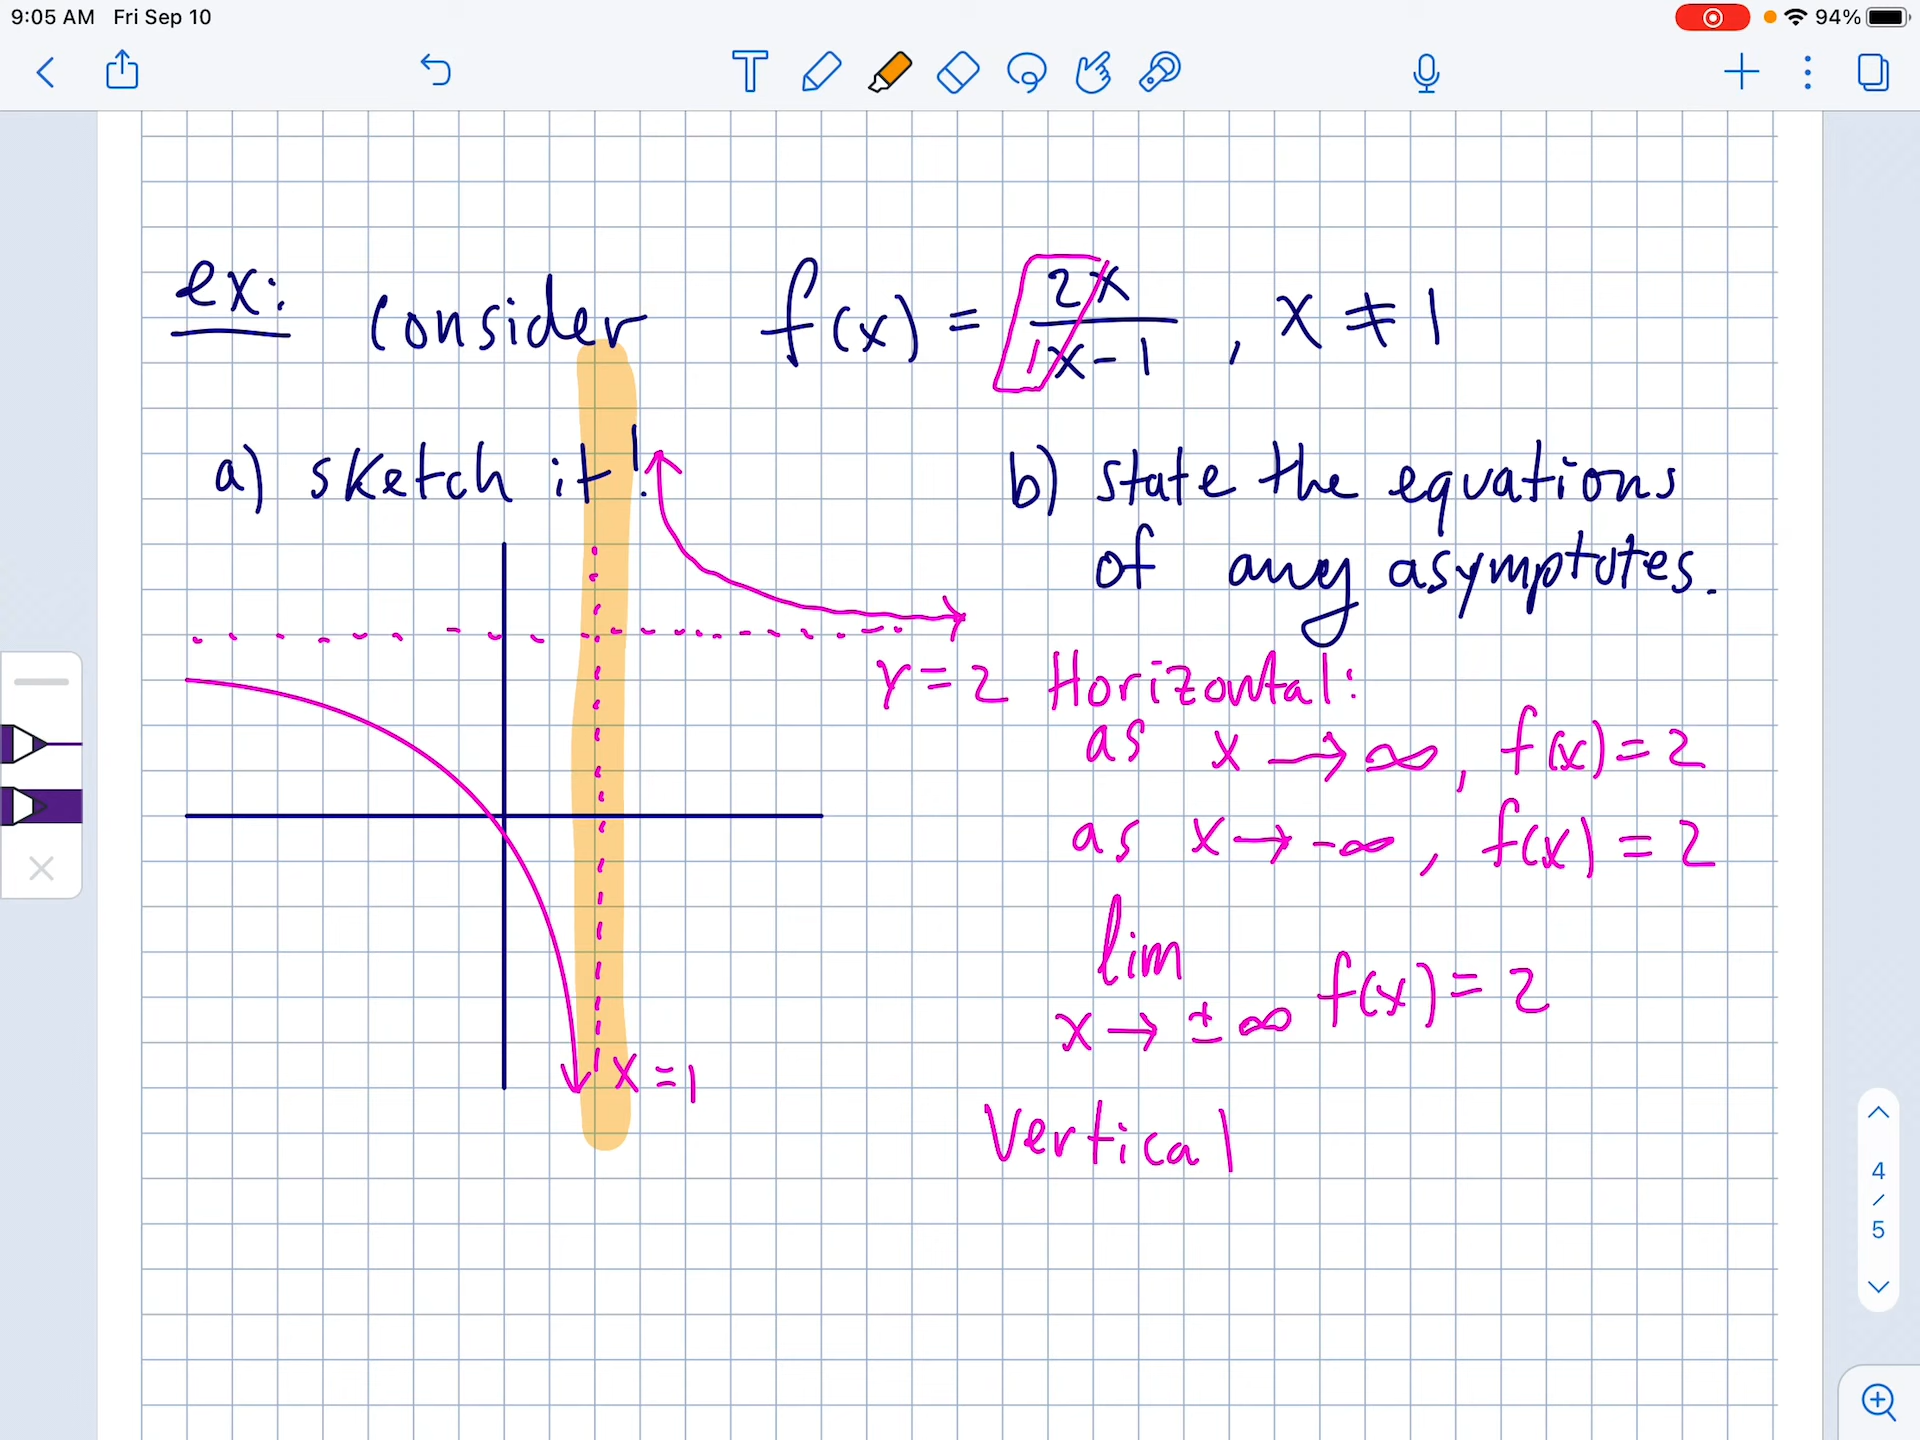 9:05 AM Fri Sep 10
94%
ex: consider f(x) = 2x / 1x-1 , x ≠ 1
a) sketch it!
b) state the equations
of any asymptotes.
y=2
Horizontal:
as x → ∞, f(x)=2
as x → -∞, f(x)=2
lim x → ± ∞ f(x)=2
x=1
Vertical
4
/
5